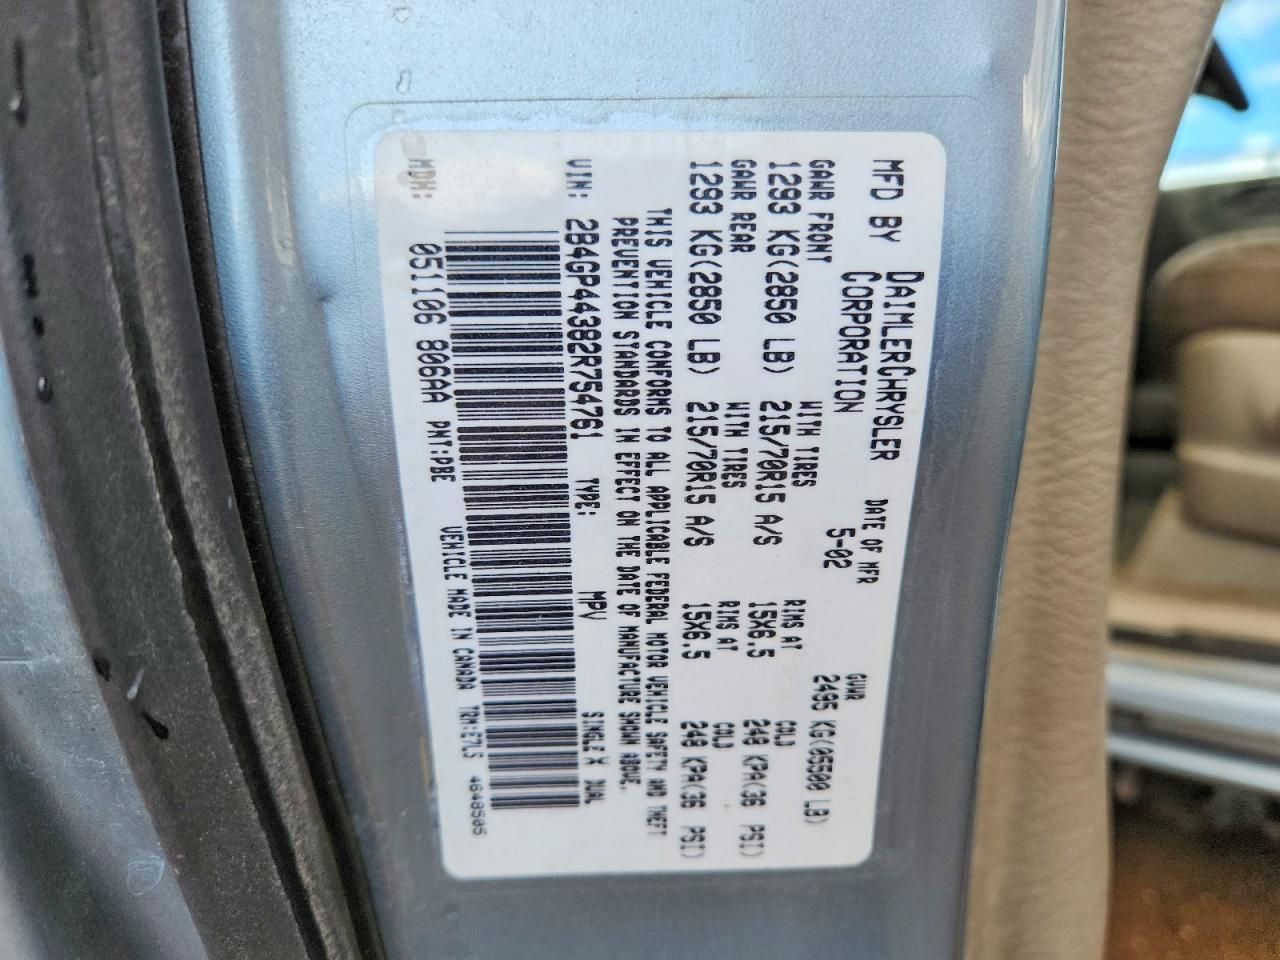 MFD BY DAIMLERCHRYSLER CORPORATION
DATE OF MFR 5-02
GVWR 2495 KG(05500 LB)
GAWR FRONT WITH TIRES RIMS AT COLD
1293 KG(2850 LB) 215/70R15 A/S 15X6.5 248 KPA(36 PSI)
GAWR REAR WITH TIRES RIMS AT COLD
1293 KG(2850 LB) 215/70R15 A/S 15X6.5 248 KPA(36 PSI)
THIS VEHICLE CONFORMS TO ALL APPLICABLE FEDERAL MOTOR VEHICLE SAFETY AND THEFT
PREVENTION STANDARDS IN EFFECT ON THE DATE OF MANUFACTURE SHOWN ABOVE.
VIN: 2B4GP44382R754761 TYPE: MPV SINGLE X DUAL
MDH: 051106 806AA PNT:PBE VEHICLE MADE IN CANADA TRM:E7L5 4648505